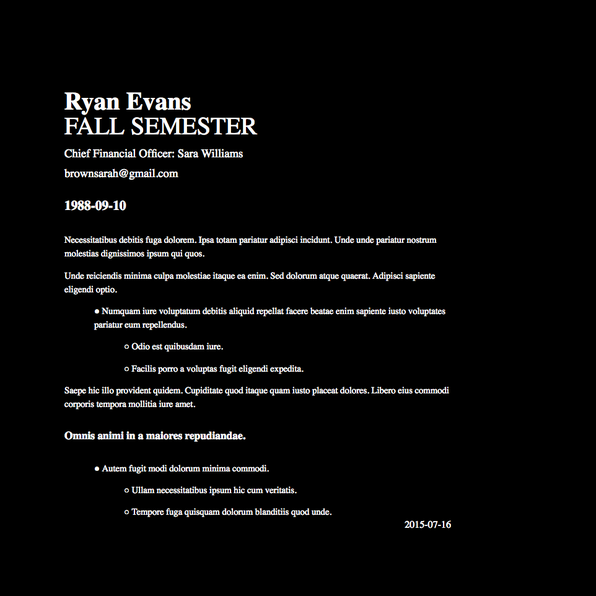 Ryan Evans
FALL SEMESTER
Chief Financial Officer: Sara Williams
brownsarah@gmail.com
1988-09-10
Necessitatibus debitis fuga dolorem. Ipsa totam pariatur adipisci incidunt. Unde unde pariatur nostrum
molestias dignissimos ipsum qui quos.
Unde reiciendis minima culpa molestiae itaque ea enim. Sed dolorum atque quaerat. Adipisci sapiente
eligendi optio.
● Numquam iure voluptatum debitis aliquid repellat facere beatae enim sapiente iusto voluptates
pariatur eum repellendus.
○ Odio est quibusdam iure.
○ Facilis porro a voluptas fugit eligendi expedita.
Saepe hic illo provident quidem. Cupiditate quod itaque quam iusto placeat dolores. Libero eius commodi
corporis tempora mollitia iure amet.
Omnis animi in a maiores repudiandae.
● Autem fugit modi dolorum minima commodi.
○ Ullam necessitatibus ipsum hic cum veritatis.
○ Tempore fuga quisquam dolorum blanditiis quod unde.
2015-07-16